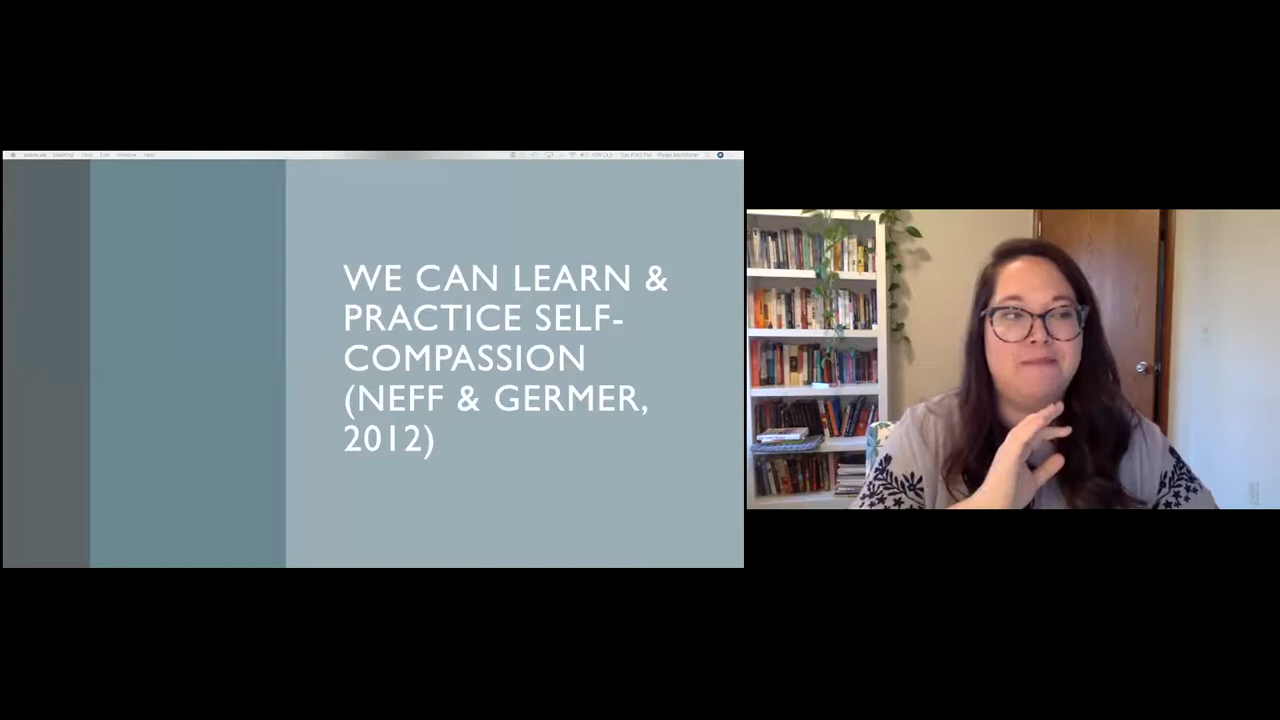 WE CAN LEARN &
PRACTICE SELF-
COMPASSION
(NEFF & GERMER,
2012)